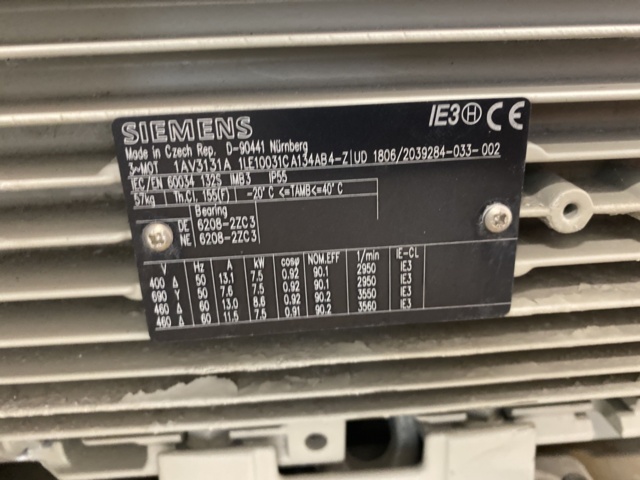 SIEMENS IE3 H CE
Made in Czech Rep. D-90441 Nürnberg
3~MOT 1AV3131A 1LE10031CA134AB4-Z UD 1806/2039284-033-002
IEC/EN 60034 132S IMB3 IP55
57kg Th.Cl. 155(F) -20°C <=TAMB<=40°C
Bearing
DE 6208-2ZC3
NE 6208-2ZC3
V Hz A kW cosφ NOM.EFF 1/min IE-CL
400 Δ 50 13.1 7.5 0.92 90.1 2950 IE3
690 Y 50 7.6 7.5 0.92 90.1 2950 IE3
460 Δ 60 13.0 8.6 0.92 90.2 3550 IE3
460 Δ 60 11.5 7.5 0.91 90.2 3560 IE3